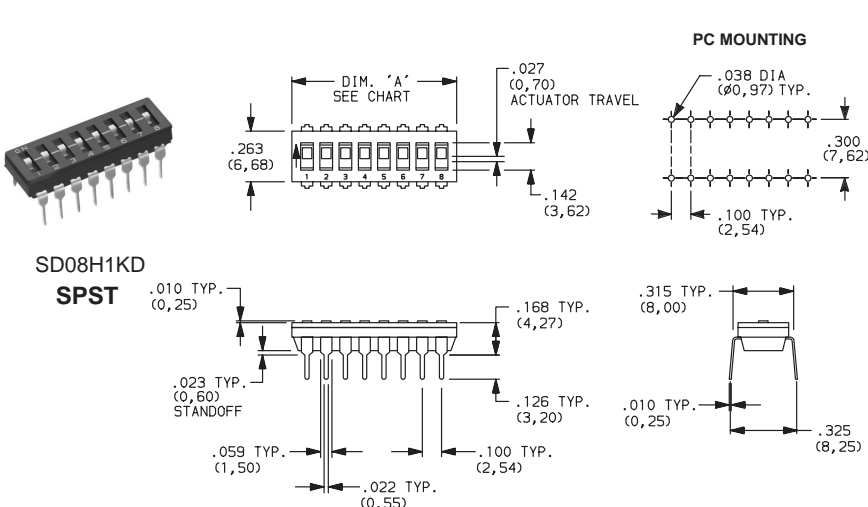 PC MOUNTING
DIM. 'A'
SEE CHART
.027
(0,70)
ACTUATOR TRAVEL
.263
(6,68)
1 2 3 4 5 6 7 8
.142
(3,62)
.038 DIA
(ø0,97) TYP.
.300
(7,62)
.100 TYP.
(2,54)
SD08H1KD
SPST
.010 TYP.
(0,25)
.168 TYP.
(4,27)
.023 TYP.
(0,60)
STANDOFF
.126 TYP.
(3,20)
.059 TYP.
(1,50)
.100 TYP.
(2,54)
.022 TYP.
(0,55)
.315 TYP.
(8,00)
.010 TYP.
(0,25)
.325
(8,25)